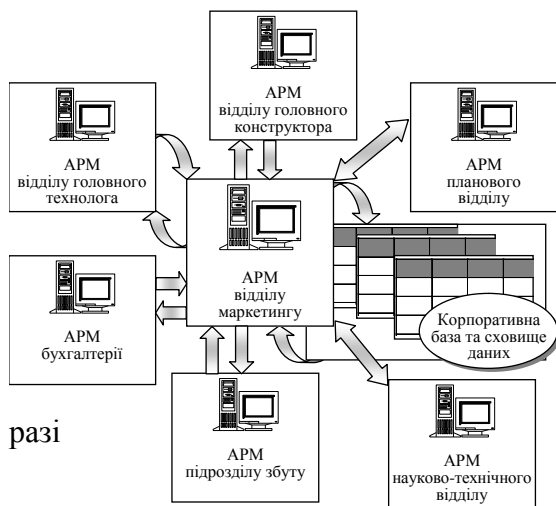 АРМ
відділу головного
конструктора
АРМ
відділу головного
технолога
АРМ
планового
відділу
АРМ
відділу
маркетингу
АРМ
бухгалтерії
Корпоративна
база та сховище
даних
разі
АРМ
підрозділу збуту
АРМ
науково-технічного
відділу